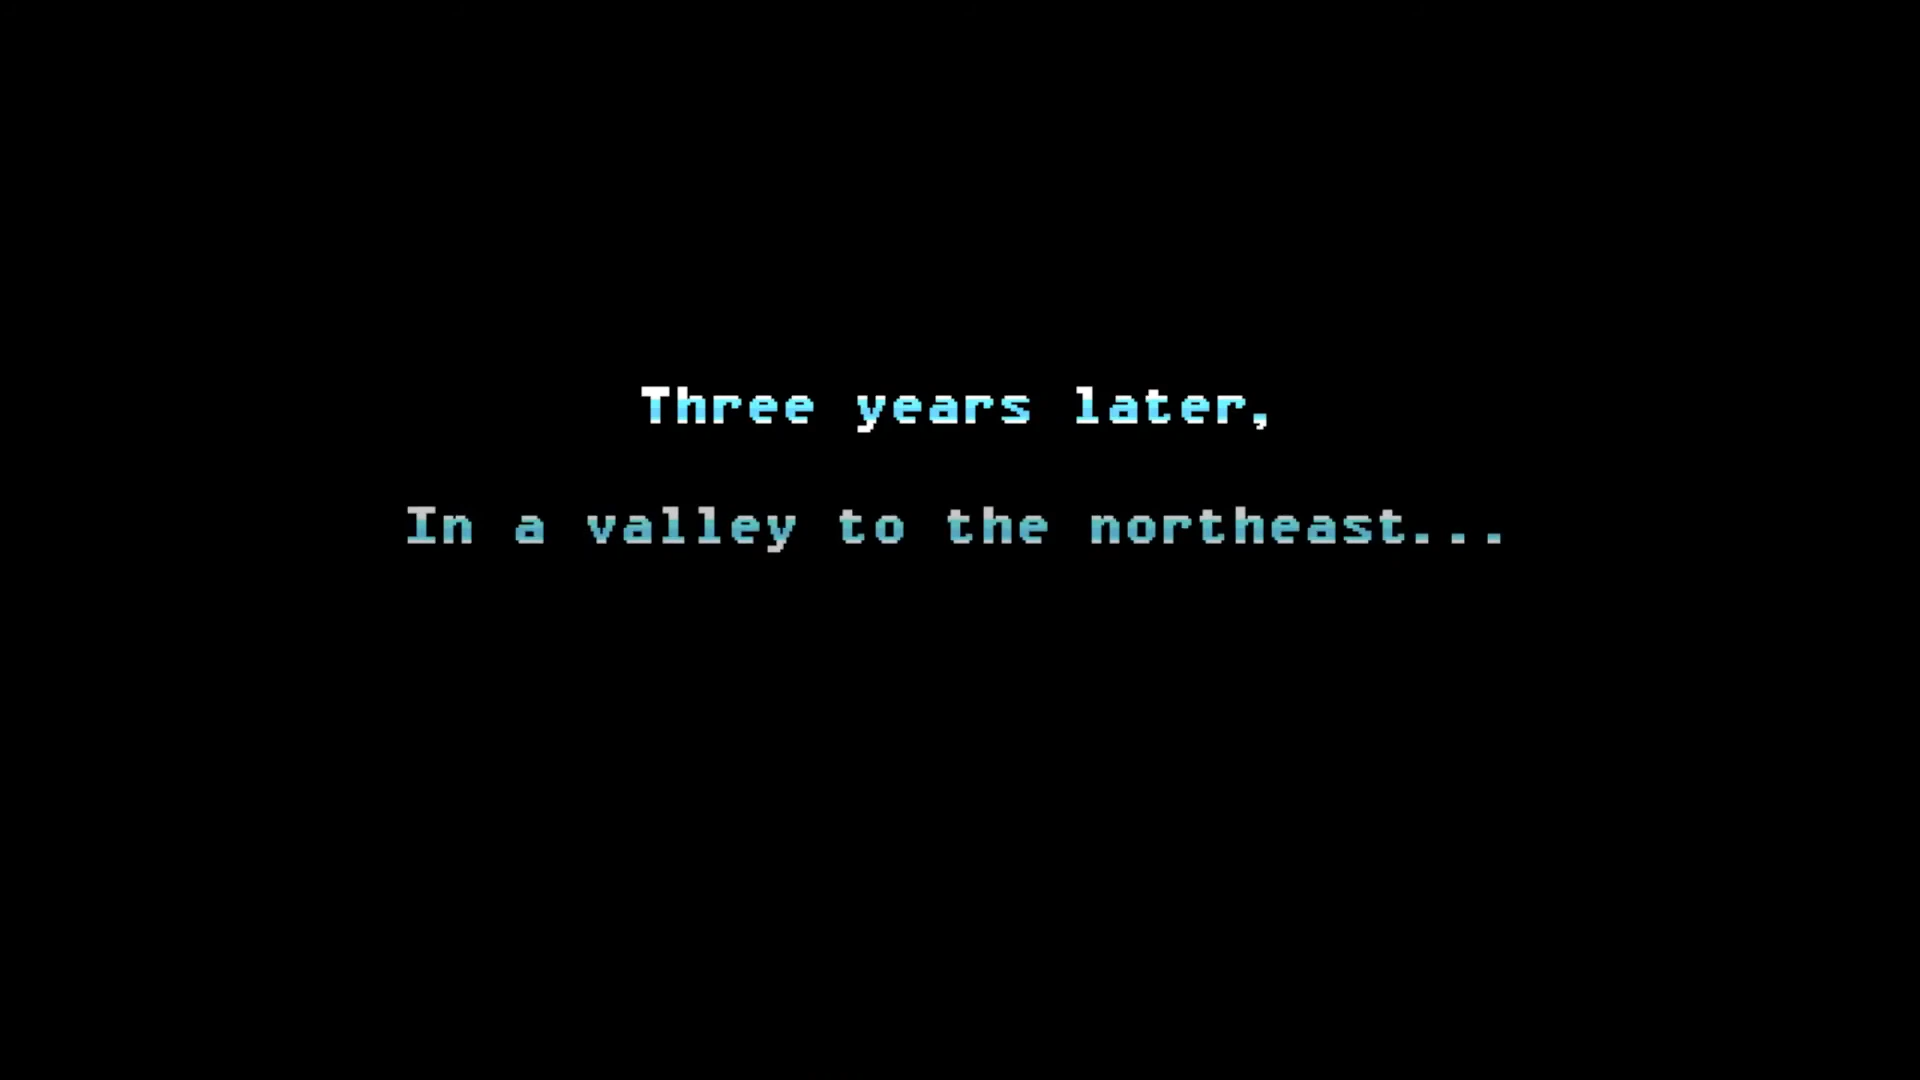 Three years later,
In a valley to the northeast...